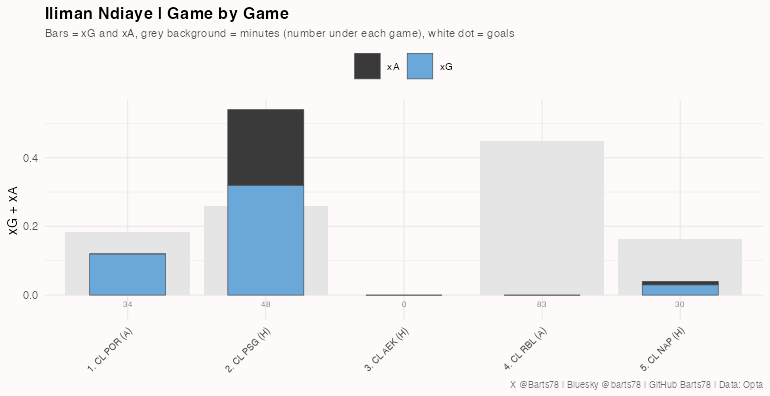 Iliman Ndiaye | Game by Game
Bars = xG and xA, grey background = minutes (number under each game), white dot = goals
xA xG
xG + xA
0.4
0.2
0.0
34 48 0 83 30
1. CL POR (A)
2. CL PSG (H)
3. CL AEK (H)
4. CL RBL (A)
5. CL NAP (H)
X @Barts78 | Bluesky @barts78 | GitHub Barts78 | Data: Opta